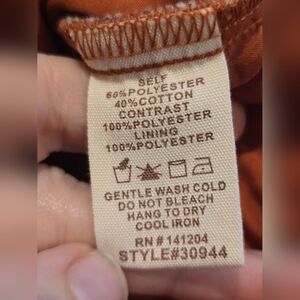 SELF
60%POLYESTER
40%COTTON
CONTRAST
100%POLYESTER
LINING
100%POLYESTER
GENTLE WASH COLD
DO NOT BLEACH
HANG TO DRY
COOL IRON
RN # 141204
STYLE#30944